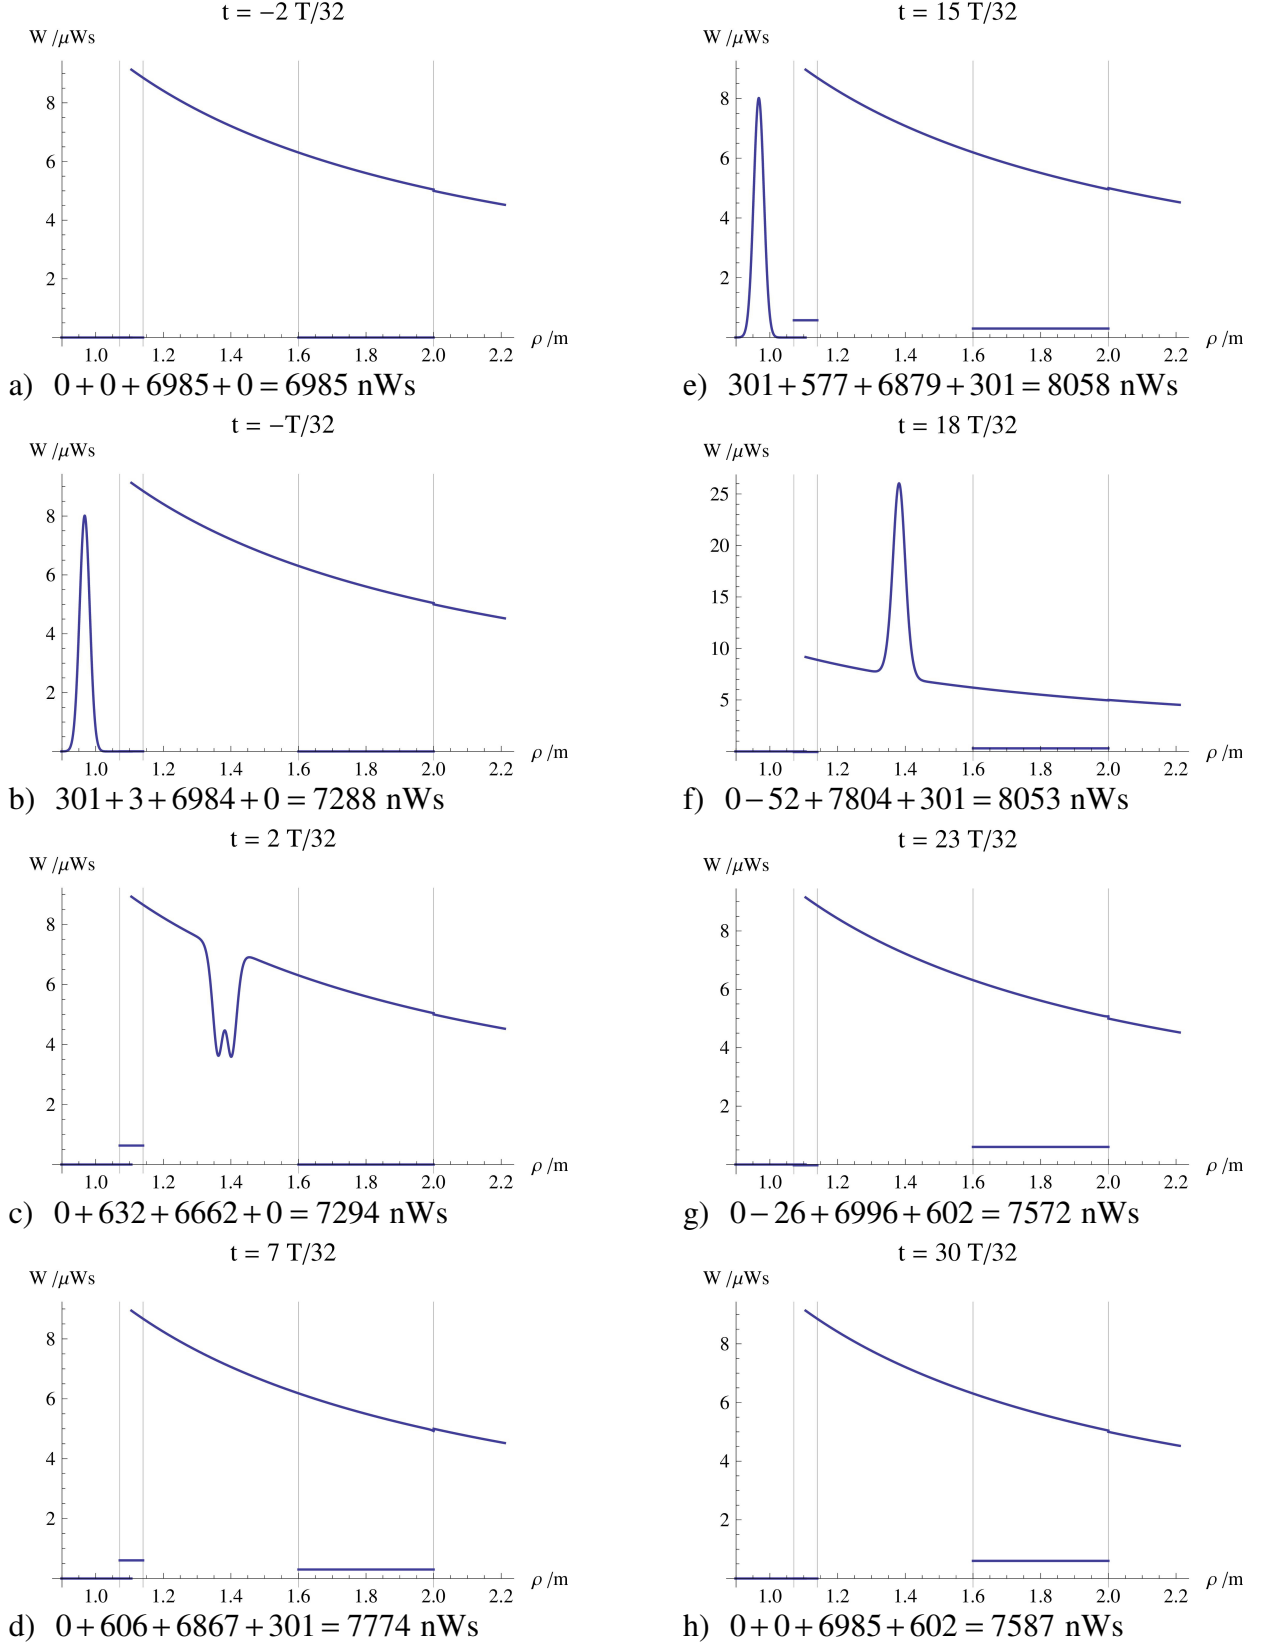 t = −2 T/32
W /μWs
8
6
4
2
1.0 1.2 1.4 1.6 1.8 2.0 2.2 ρ /m
a) 0+0+6985+0=6985 nWs
t = −T/32
W /μWs
8
6
4
2
1.0 1.2 1.4 1.6 1.8 2.0 2.2 ρ /m
b) 301+3+6984+0=7288 nWs
t = 2 T/32
W /μWs
8
6
4
2
1.0 1.2 1.4 1.6 1.8 2.0 2.2 ρ /m
c) 0+632+6662+0=7294 nWs
t = 7 T/32
W /μWs
8
6
4
2
1.0 1.2 1.4 1.6 1.8 2.0 2.2 ρ /m
d) 0+606+6867+301=7774 nWs
t = 15 T/32
W /μWs
8
6
4
2
1.0 1.2 1.4 1.6 1.8 2.0 2.2 ρ /m
e) 301+577+6879+301=8058 nWs
t = 18 T/32
W /μWs
25
20
15
10
5
1.0 1.2 1.4 1.6 1.8 2.0 2.2 ρ /m
f) 0−52+7804+301=8053 nWs
t = 23 T/32
W /μWs
8
6
4
2
1.0 1.2 1.4 1.6 1.8 2.0 2.2 ρ /m
g) 0−26+6996+602=7572 nWs
t = 30 T/32
W /μWs
8
6
4
2
1.0 1.2 1.4 1.6 1.8 2.0 2.2 ρ /m
h) 0+0+6985+602=7587 nWs